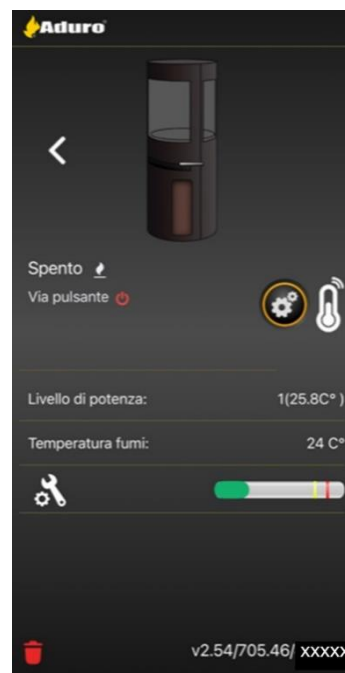 Aduro
Spento
Via pulsante
Livello di potenza: 1(25.8C° )
Temperatura fumi: 24 C°
v2.54/705.46/ xxxxx